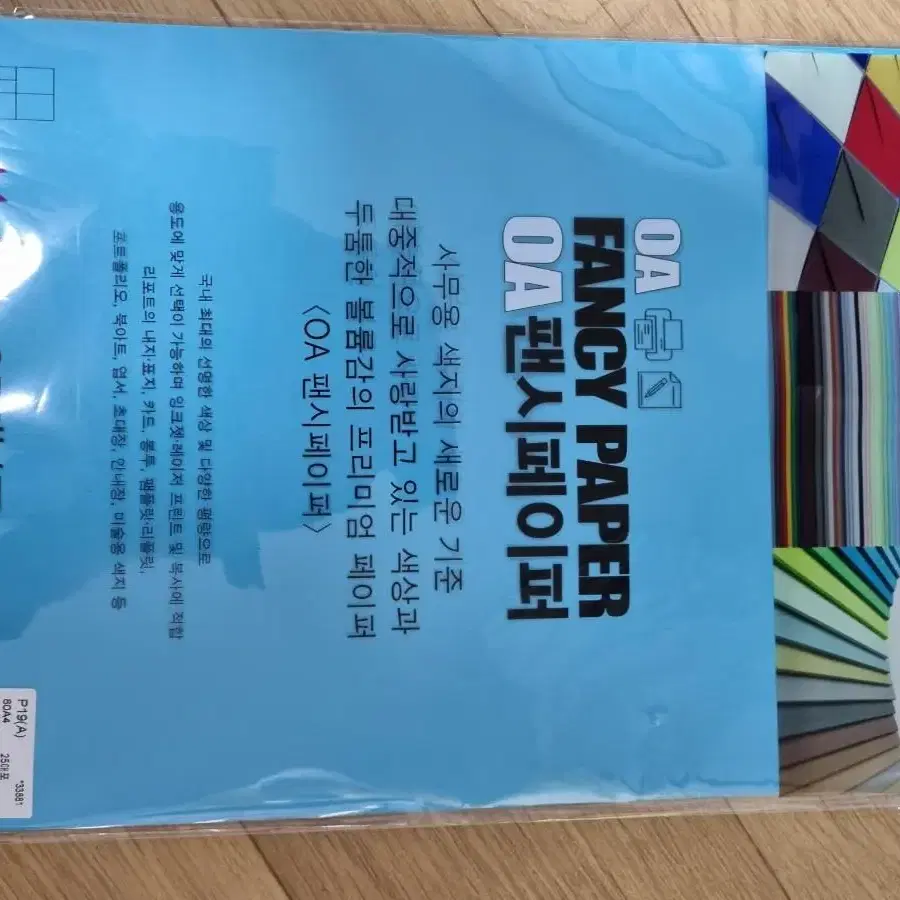 OA
FANCY PAPER
OA 팬시페이퍼
사무용 색지의 새로운 기준
대중적으로 사랑받고 있는 색상과
두툼한 볼륨감의 프리미엄 페이퍼
<OA 팬시페이퍼>
국내 최대의 선명한 색상 및 다양한 평량으로
용도에 맞게 선택이 가능하며 잉크젯·레이저 프린트 및 복사에 적합
리포트의 내지·표지, 카드, 봉투, 팸플릿·리플릿,
포트폴리오, 북아트, 엽서, 초대장, 안내장, 미술용 색지 등
P19(A) *33881
80A4 25매포